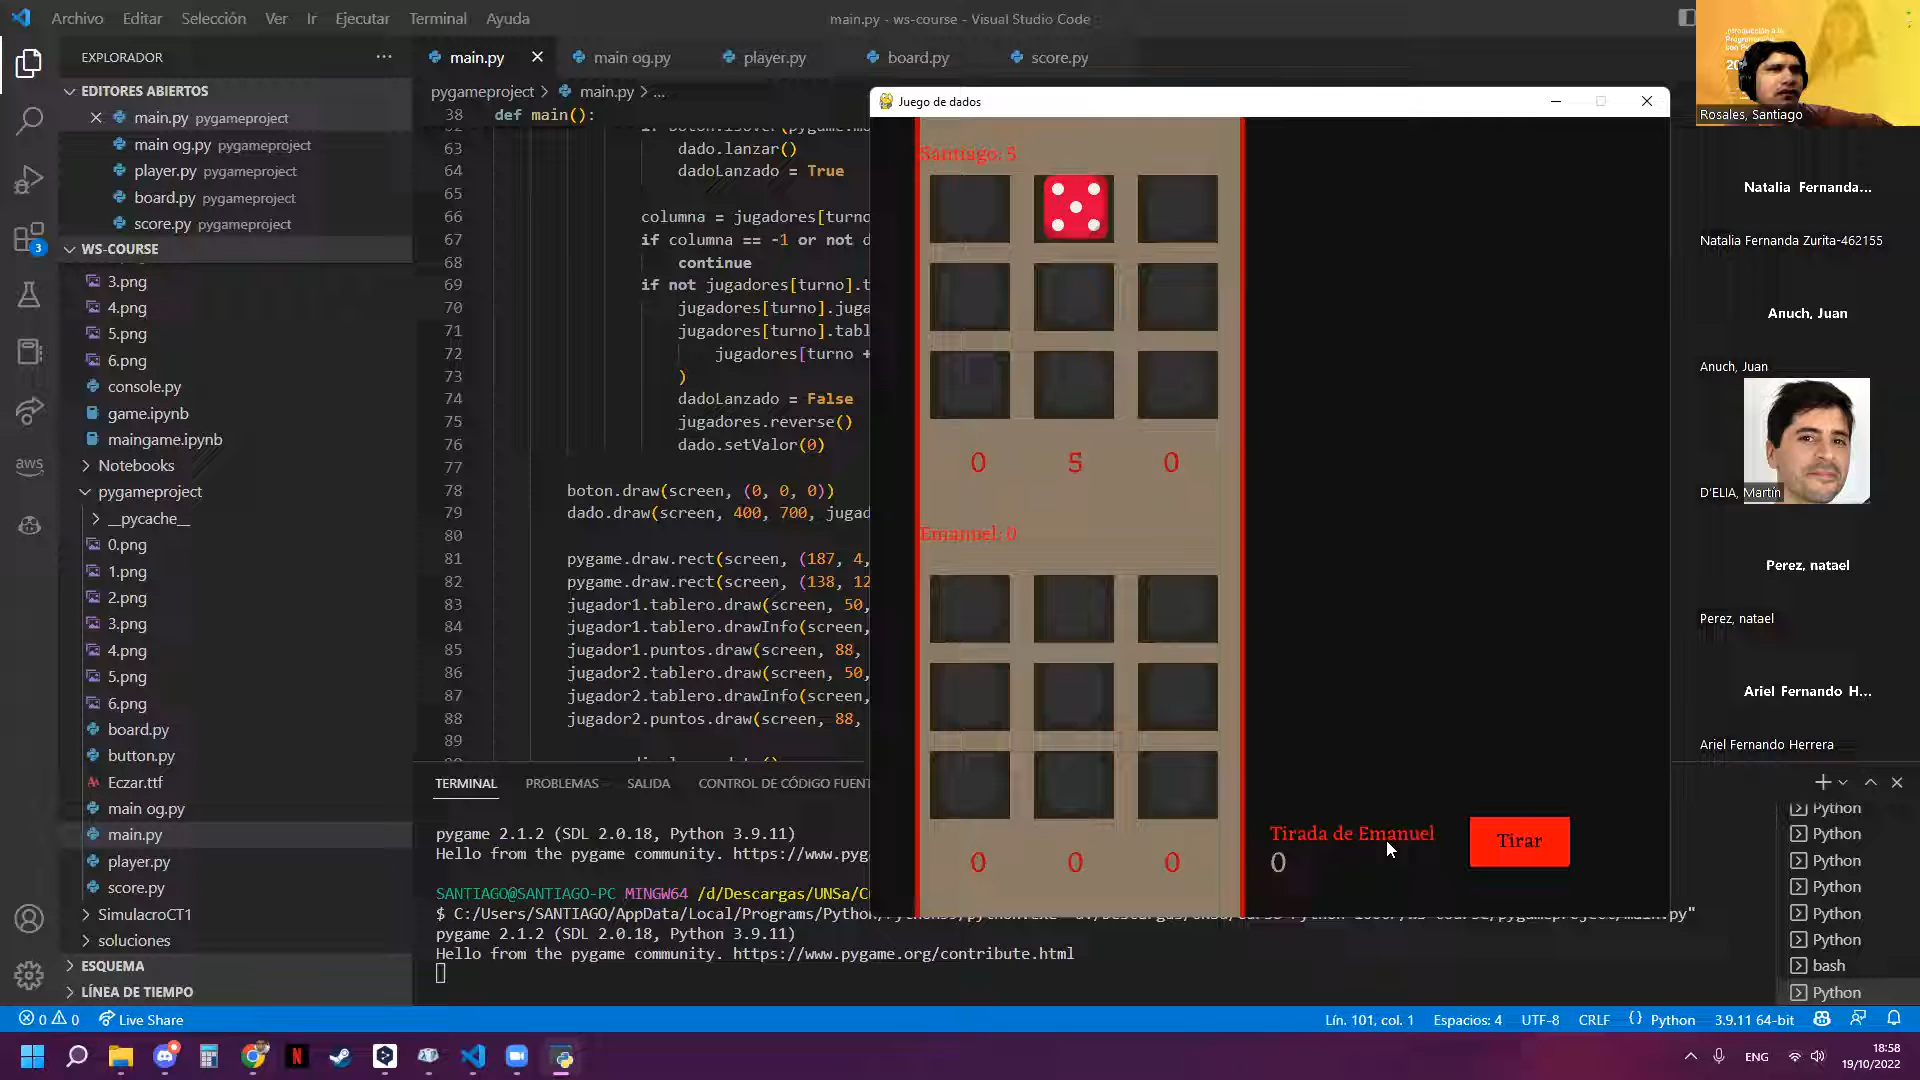 Archivo Editar Selección Ver Ir Ejecutar Terminal Ayuda
main.py - ws-course - Visual Studio Code
EXPLORADOR
EDITORES ABIERTOS
main.py pygameproject
main og.py pygameproject
player.py pygameproject
board.py pygameproject
score.py pygameproject
WS-COURSE
3.png
4.png
5.png
6.png
console.py
game.ipynb
maingame.ipynb
Notebooks
pygameproject
__pycache__
0.png
1.png
2.png
3.png
4.png
5.png
6.png
board.py
button.py
Eczar.ttf
main og.py
main.py
player.py
score.py
SimulacroCT1
soluciones
ESQUEMA
LÍNEA DE TIEMPO
3
aws
main.py main og.py player.py board.py score.py
pygameproject > main.py > ...
38 def main():
63 dado.lanzar()
64 dadoLanzado = True
65
66 columna = jugadores[turno
67 if columna == -1 or not d
68 continue
69 if not jugadores[turno].t
70 jugadores[turno].juga
71 jugadores[turno].tabl
72 jugadores[turno +
73 )
74 dadoLanzado = False
75 jugadores.reverse()
76 dado.setValor(0)
77
78 boton.draw(screen, (0, 0, 0))
79 dado.draw(screen, 400, 700, jugad
80
81 pygame.draw.rect(screen, (187, 4,
82 pygame.draw.rect(screen, (138, 12
83 jugador1.tablero.draw(screen, 50,
84 jugador1.tablero.drawInfo(screen,
85 jugador1.puntos.draw(screen, 88,
86 jugador2.tablero.draw(screen, 50,
87 jugador2.tablero.drawInfo(screen,
88 jugador2.puntos.draw(screen, 88,
89
TERMINAL PROBLEMAS SALIDA CONTROL DE CÓDIGO FUENT
pygame 2.1.2 (SDL 2.0.18, Python 3.9.11)
Hello from the pygame community. https://www.pyg
SANTIAGO@SANTIAGO-PC MINGW64 /d/Descargas/UNSa/C
$ C:/Users/SANTIAGO/AppData/Local/Programs/Python
pygame 2.1.2 (SDL 2.0.18, Python 3.9.11)
Hello from the pygame community. https://www.pygame.org/contribute.html
Juego de dados
Santiago: 5
0 5 0
Emanuel: 0
0 0 0
Tirada de Emanuel
0
Tirar
Rosales, Santiago
Natalia Fernanda...
Natalia Fernanda Zurita-462155
Anuch, Juan
Anuch, Juan
D'ELIA, Martín
Perez, natael
Perez, natael
Ariel Fernando H...
Ariel Fernando Herrera
Python
Python
Python
Python
Python
Python
bash
Python
0 0 Live Share
Lín. 101, col. 1 Espacios: 4 UTF-8 CRLF Python 3.9.11 64-bit
ENG
18:58
19/10/2022